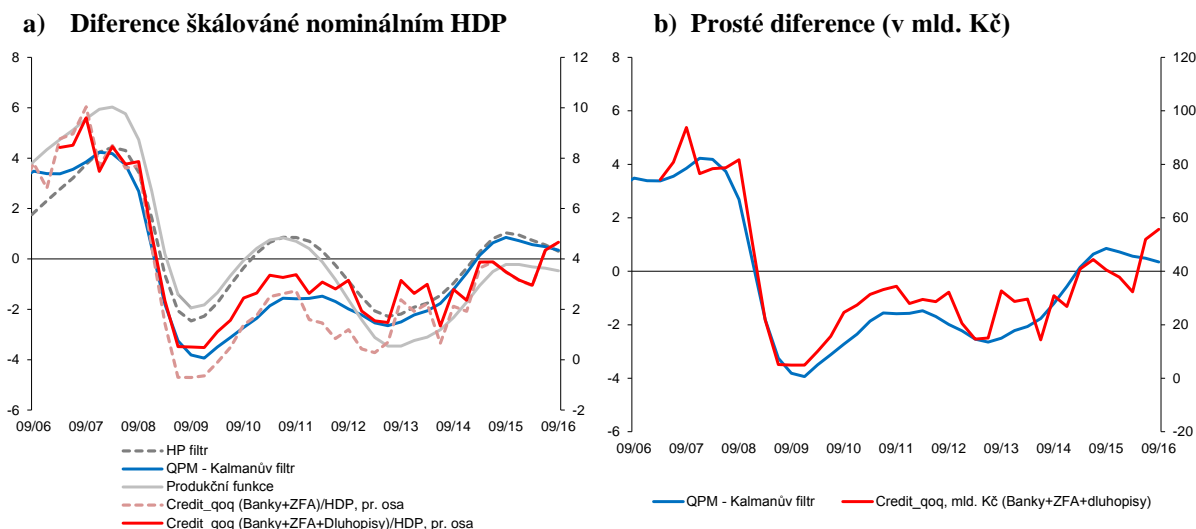 a) Diference škálováné nominálním HDP
8
6
4
2
0
-2
-4
-6
12
10
8
6
4
2
0
-2
09/06 09/07 09/08 09/09 09/10 09/11 09/12 09/13 09/14 09/15 09/16
HP filtr
QPM - Kalmanův filtr
Produkční funkce
Credit_qoq (Banky+ZFA)/HDP, pr. osa
Credit_qoq (Banky+ZFA+Dluhopisy)/HDP, pr. osa
b) Prosté diference (v mld. Kč)
8
6
4
2
0
-2
-4
-6
120
100
80
60
40
20
0
-20
09/06 09/07 09/08 09/09 09/10 09/11 09/12 09/13 09/14 09/15 09/16
QPM - Kalmanův filtr
Credit_qoq, mld. Kč (Banky+ZFA+dluhopisy)